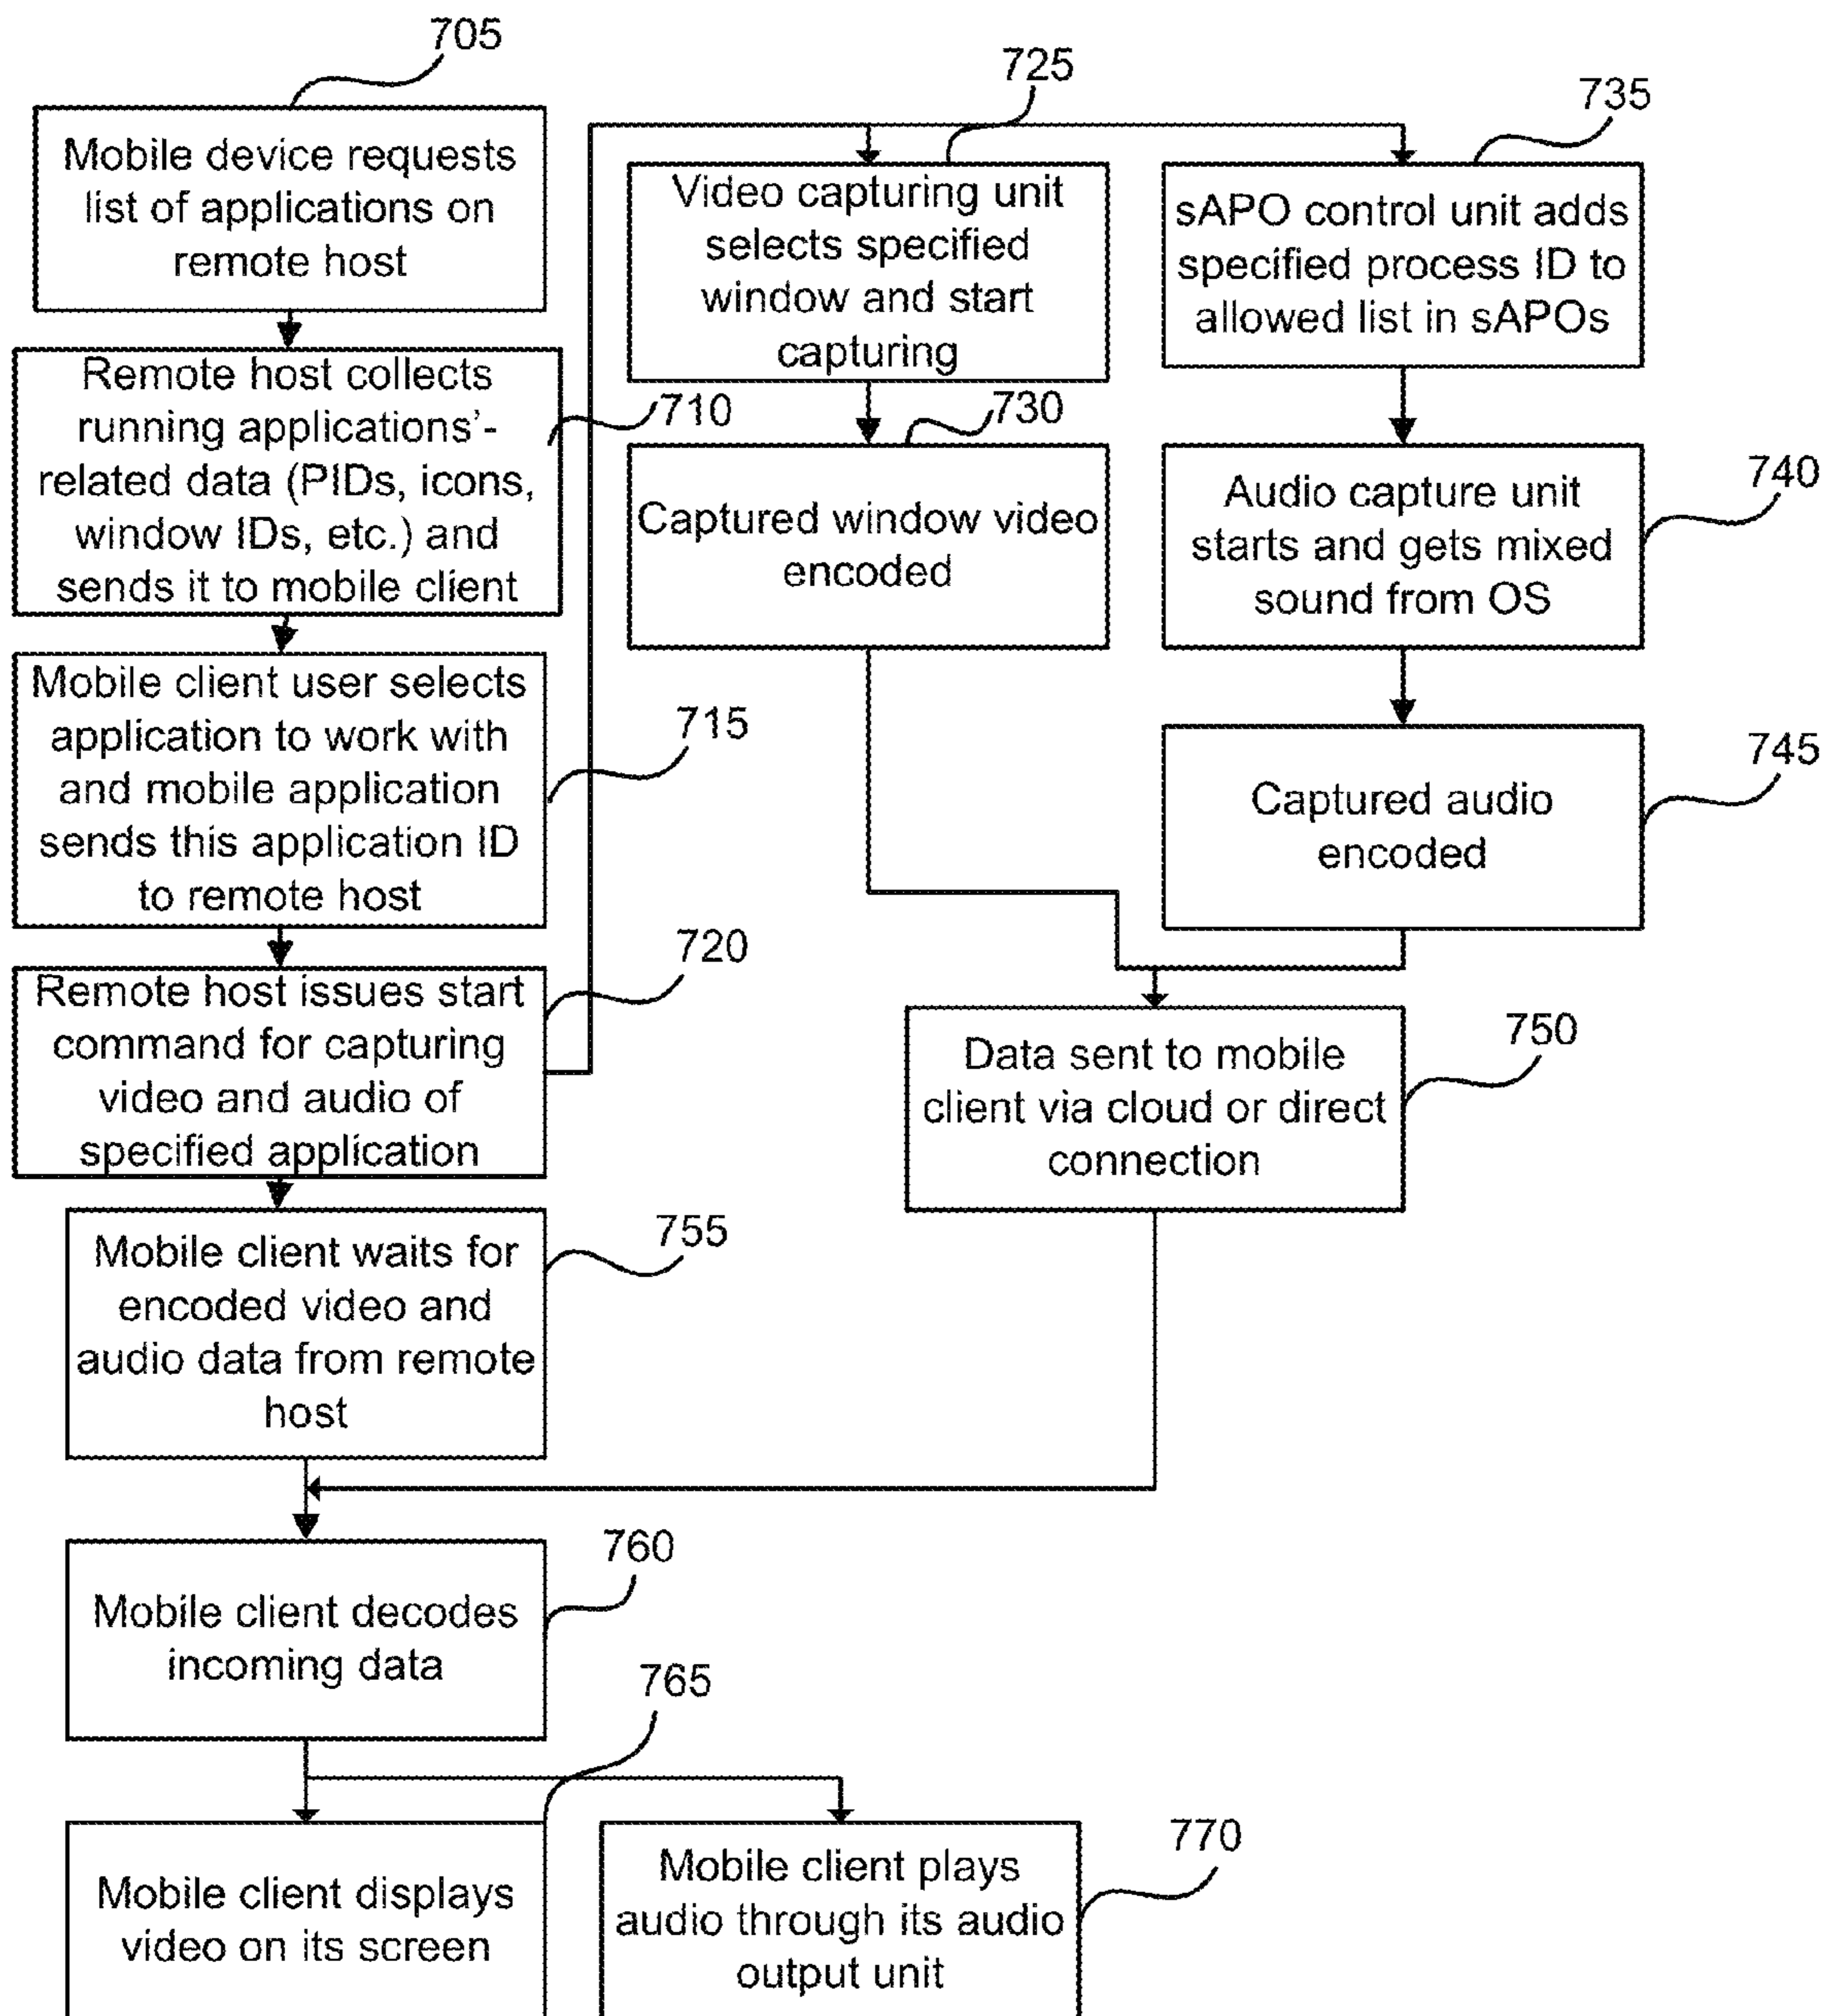 705
Mobile device requests
list of applications on
remote host
Remote host collects
running applications’-
related data (PIDs, icons,
window IDs, etc.) and
sends it to mobile client
710
Mobile client user selects
application to work with
and mobile application
sends this application ID
to remote host
715
Remote host issues start
command for capturing
video and audio of
specified application
720
725
Video capturing unit
selects specified
window and start
capturing
730
Captured window video
encoded
735
sAPO control unit adds
specified process ID to
allowed list in sAPOs
Audio capture unit
starts and gets mixed
sound from OS
740
Captured audio
encoded
745
Data sent to mobile
client via cloud or direct
connection
750
Mobile client waits for
encoded video and
audio data from remote
host
755
Mobile client decodes
incoming data
760
765
Mobile client displays
video on its screen
Mobile client plays
audio through its audio
output unit
770